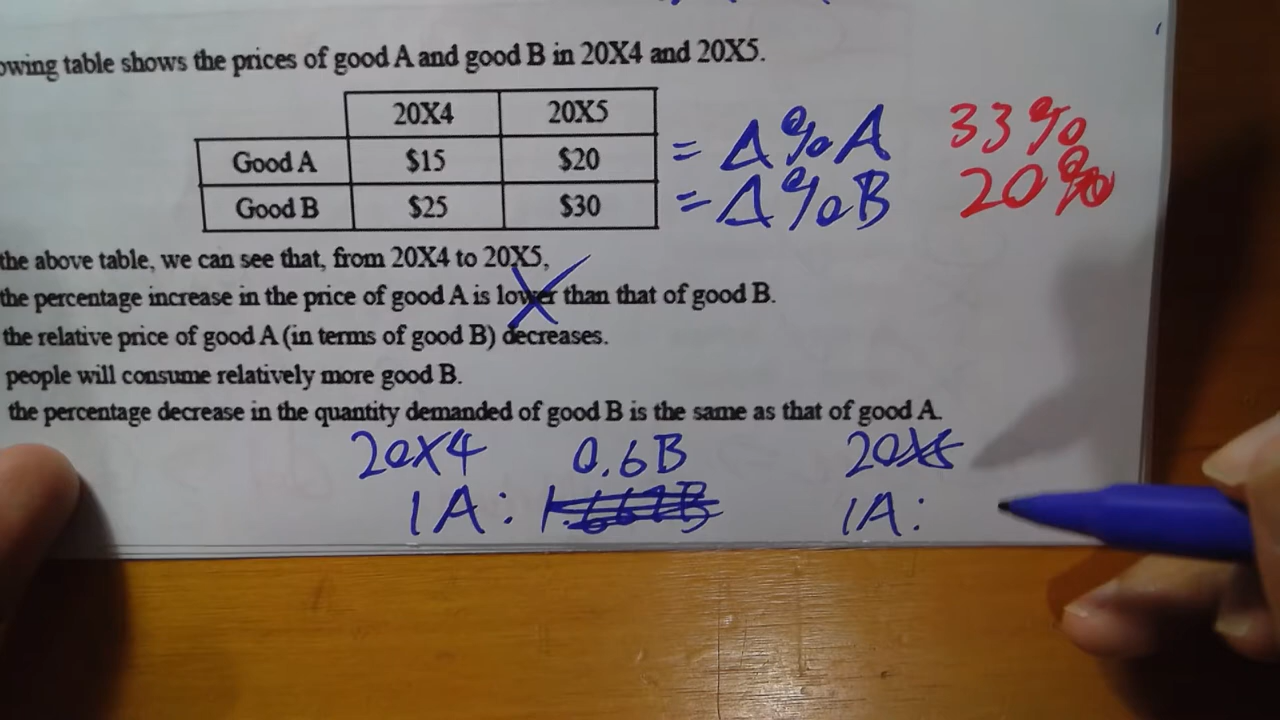 owing table shows the prices of good A and good B in 20X4 and 20X5.
20X4 20X5
Good A $15 $20 = Δ%A 33%
Good B $25 $30 = Δ%B 20%
the above table, we can see that, from 20X4 to 20X5,
the percentage increase in the price of good A is lower than that of good B.
the relative price of good A (in terms of good B) decreases.
people will consume relatively more good B.
the percentage decrease in the quantity demanded of good B is the same as that of good A.
20X4 0.6B 20X5
1A: 1A: